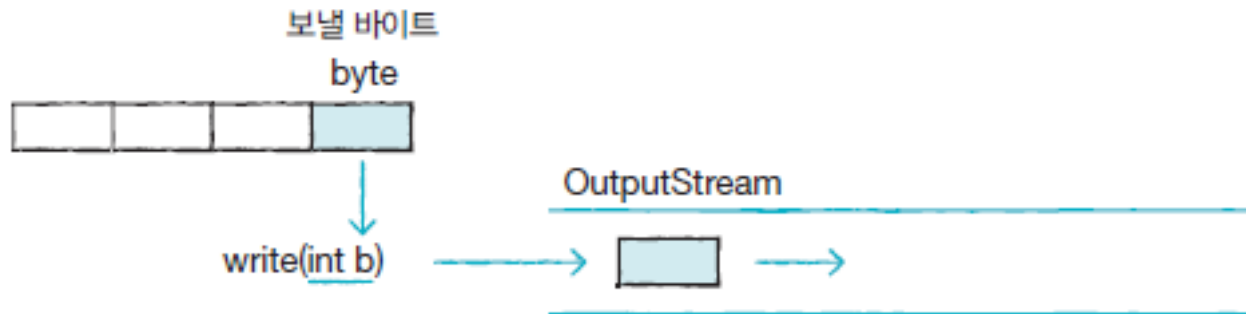 보낼 바이트
byte
OutputStream
write(int b)